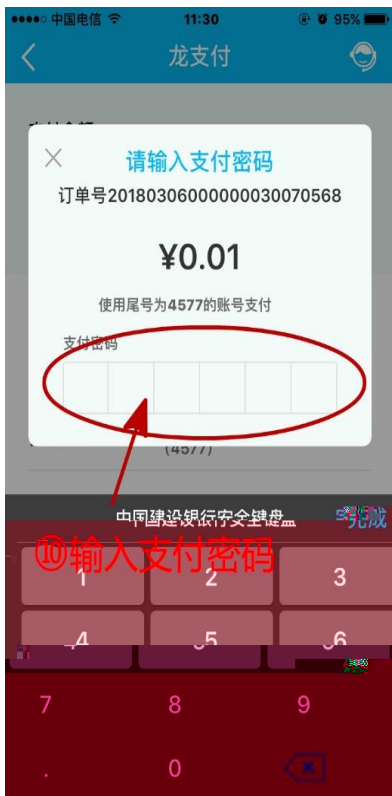 中国电信 11:30 95%
龙支付
请输入支付密码
订单号20180306000000030070568
¥0.01
使用尾号为4577的账号支付
支付密码
(4577)
中国建设银行安全键盘 完成
⑩输入支付密码
1 2 3
4 5 6
7 8 9
. 0